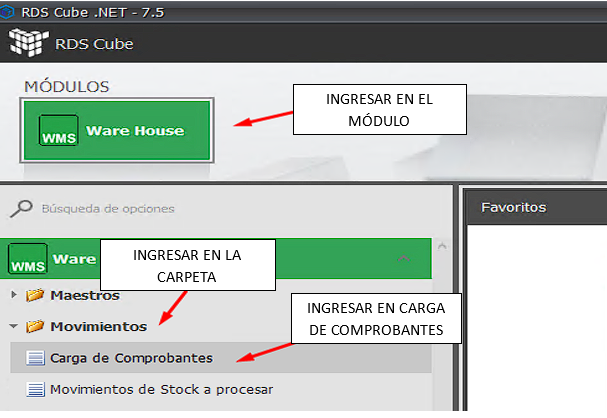 RDS Cube .NET - 7.5
RDS Cube
MÓDULOS
WMS
Ware House
INGRESAR EN EL
MÓDULO
Búsqueda de opciones
Favoritos
WMS
Ware
INGRESAR EN LA
CARPETA
Maestros
Movimientos
INGRESAR EN CARGA
DE COMPROBANTES
Carga de Comprobantes
Movimientos de Stock a procesar